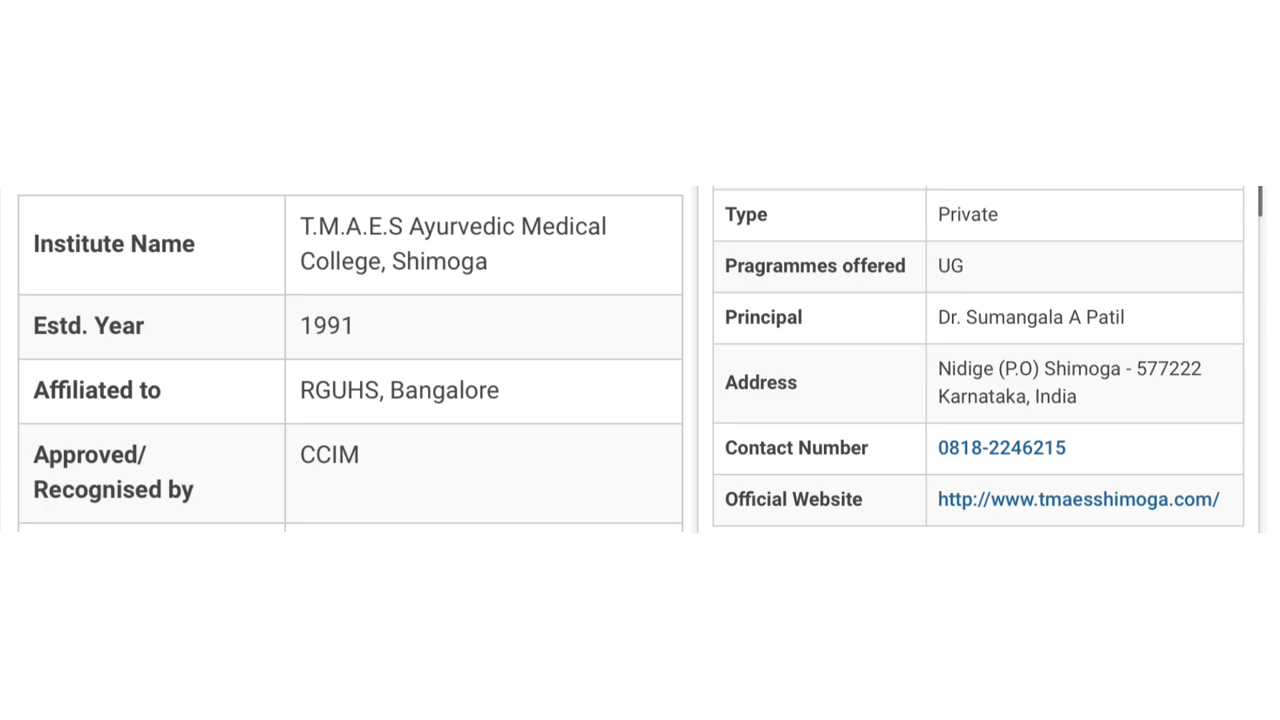 Institute Name
T.M.A.E.S Ayurvedic Medical
College, Shimoga
Estd. Year
1991
Affiliated to
RGUHS, Bangalore
Approved/
Recognised by
CCIM
Type
Private
Pragrammes offered
UG
Principal
Dr. Sumangala A Patil
Address
Nidige (P.O) Shimoga - 577222
Karnataka, India
Contact Number
0818-2246215
Official Website
http://www.tmaesshimoga.com/